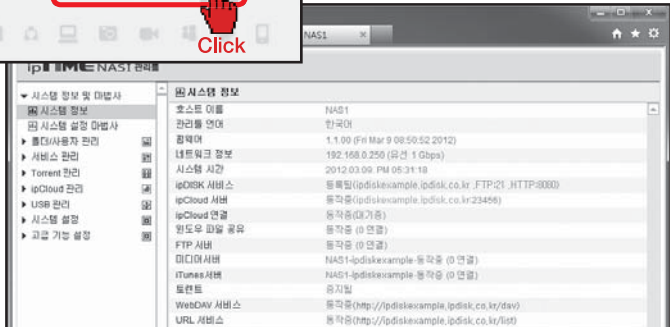 Click
NAS1
ipTIME NAS1 관리툴
시스템 정보 및 마법사
시스템 정보
시스템 설정 마법사
폴더/사용자 관리
서비스 관리
Torrent 관리
ipCloud 관리
USB 관리
시스템 설정
고급 기능 설정
시스템 정보
호스트 이름 NAS1
관리툴 언어 한국어
펌웨어 1.1.00 (Fri Mar 9 08:50:52 2012)
네트워크 정보 192.168.0.250 (유선 1 Gbps)
시스템 시간 2012.03.09. PM 05:31:18
ipDISK 서비스 등록됨(ipdiskexample.ipdisk.co.kr ,FTP:21 ,HTTP:8080)
ipCloud 서버 동작중(ipdiskexample.ipdisk.co.kr:23456)
ipCloud 연결 동작중(대기중)
윈도우 파일 공유 동작중 (0 연결)
FTP 서버 동작중 (0 연결)
미디어서버 NAS1-ipdiskexample-동작중 (0 연결)
iTunes서버 NAS1-ipdiskexample-동작중 (0 연결)
토렌트 중지됨
WebDAV 서비스 동작중(http://ipdiskexample.ipdisk.co.kr/dav)
URL 서비스 동작중(http://ipdiskexample.ipdisk.co.kr/list)